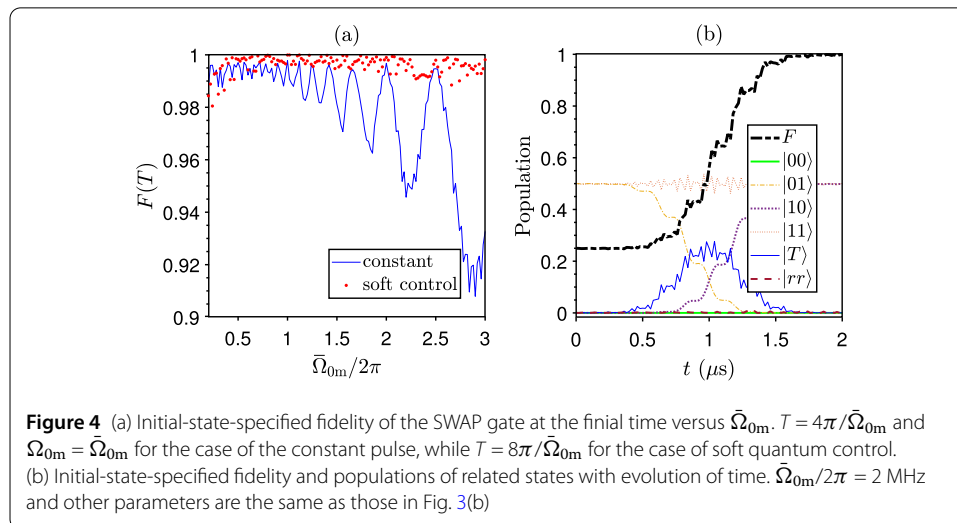 (a)
(b)
1
0.98
0.96
0.94
0.92
0.9
F(T)
constant
soft control
0.5 1 1.5 2 2.5 3
Ω̄₀ₘ/2π
1
0.8
0.6
0.4
0.2
0
Population
F
|00⟩
|01⟩
|10⟩
|11⟩
|T⟩
|rr⟩
0 0.5 1 1.5 2
t (μs)
Figure 4 (a) Initial-state-specified fidelity of the SWAP gate at the finial time versus Ω̄₀ₘ. T = 4π/Ω̄₀ₘ and
Ω₀ₘ = Ω̄₀ₘ for the case of the constant pulse, while T = 8π/Ω̄₀ₘ for the case of soft quantum control.
(b) Initial-state-specified fidelity and populations of related states with evolution of time. Ω̄₀ₘ/2π = 2 MHz
and other parameters are the same as those in Fig. 3(b)